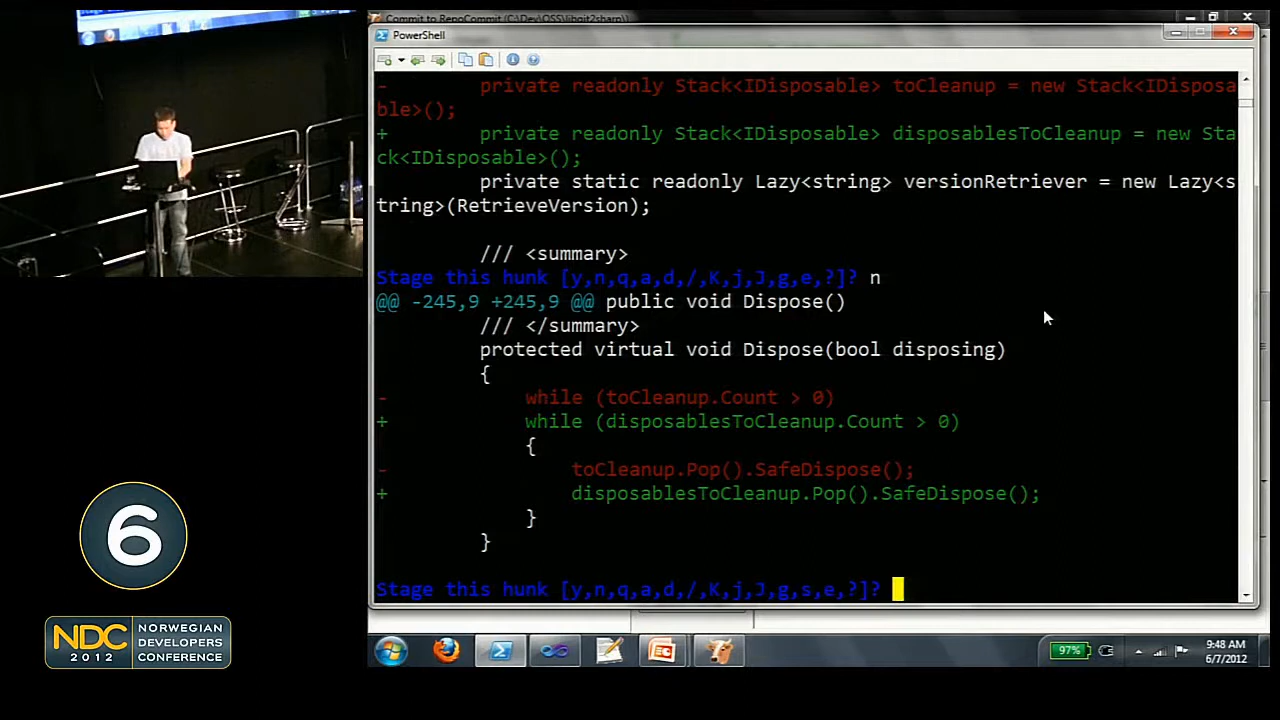 Commit to RepoCommit (C:\Dev\OSS\libgit2sharp)
PowerShell
-        private readonly Stack<IDisposable> toCleanup = new Stack<IDisposa
ble>();
+        private readonly Stack<IDisposable> disposablesToCleanup = new Sta
ck<IDisposable>();
         private static readonly Lazy<string> versionRetriever = new Lazy<s
tring>(RetrieveVersion);
         /// <summary>
Stage this hunk [y,n,q,a,d,/,K,j,J,g,e,?]? n
@@ -245,9 +245,9 @@ public void Dispose()
         /// </summary>
         protected virtual void Dispose(bool disposing)
         {
-            while (toCleanup.Count > 0)
+            while (disposablesToCleanup.Count > 0)
             {
-                toCleanup.Pop().SafeDispose();
+                disposablesToCleanup.Pop().SafeDispose();
             }
         }
Stage this hunk [y,n,q,a,d,/,K,j,J,g,s,e,?]?
6
NDC
2012
NORWEGIAN
DEVELOPERS
CONFERENCE
97%
9:48 AM
6/7/2012